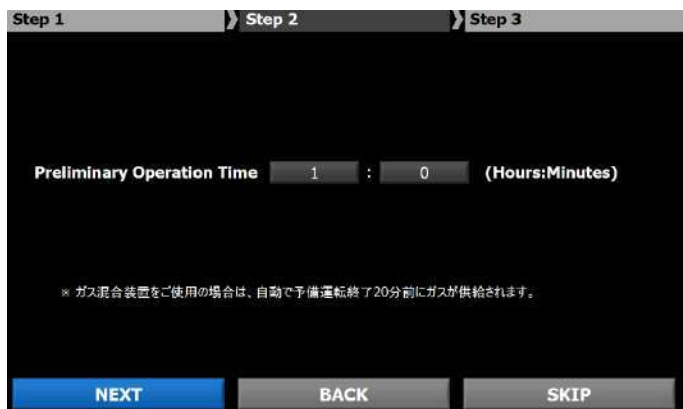 Step 1 Step 2 Step 3
Preliminary Operation Time 1 : 0 (Hours:Minutes)
※ ガス混合装置をご使用の場合は、自動で予備運転終了20分前にガスが供給されます。
NEXT BACK SKIP